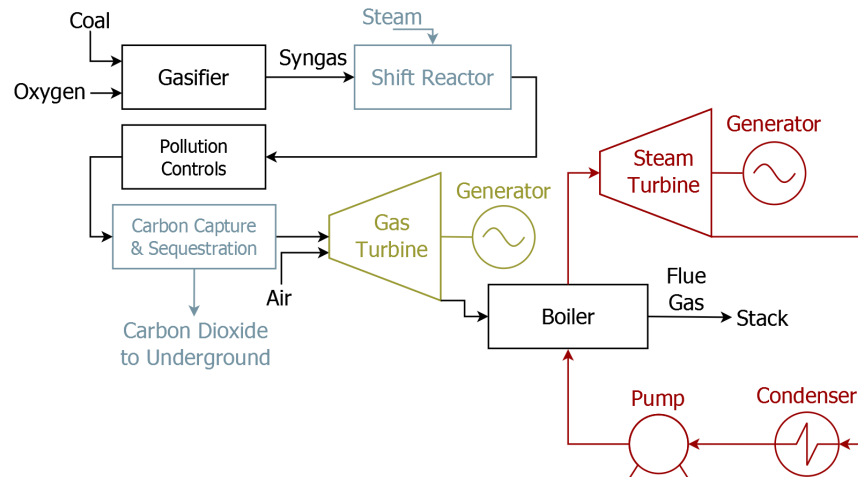 Coal
Steam
Gasifier
Syngas
Shift Reactor
Oxygen
Generator
Pollution
Controls
Steam
Turbine
Generator
Carbon Capture
& Sequestration
Gas
Turbine
Air
Flue
Gas
Boiler
Stack
Carbon Dioxide
to Underground
Pump
Condenser